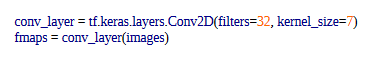 conv_layer = tf.keras.layers.Conv2D(filters=32, kernel_size=7)
fmaps = conv_layer(images)